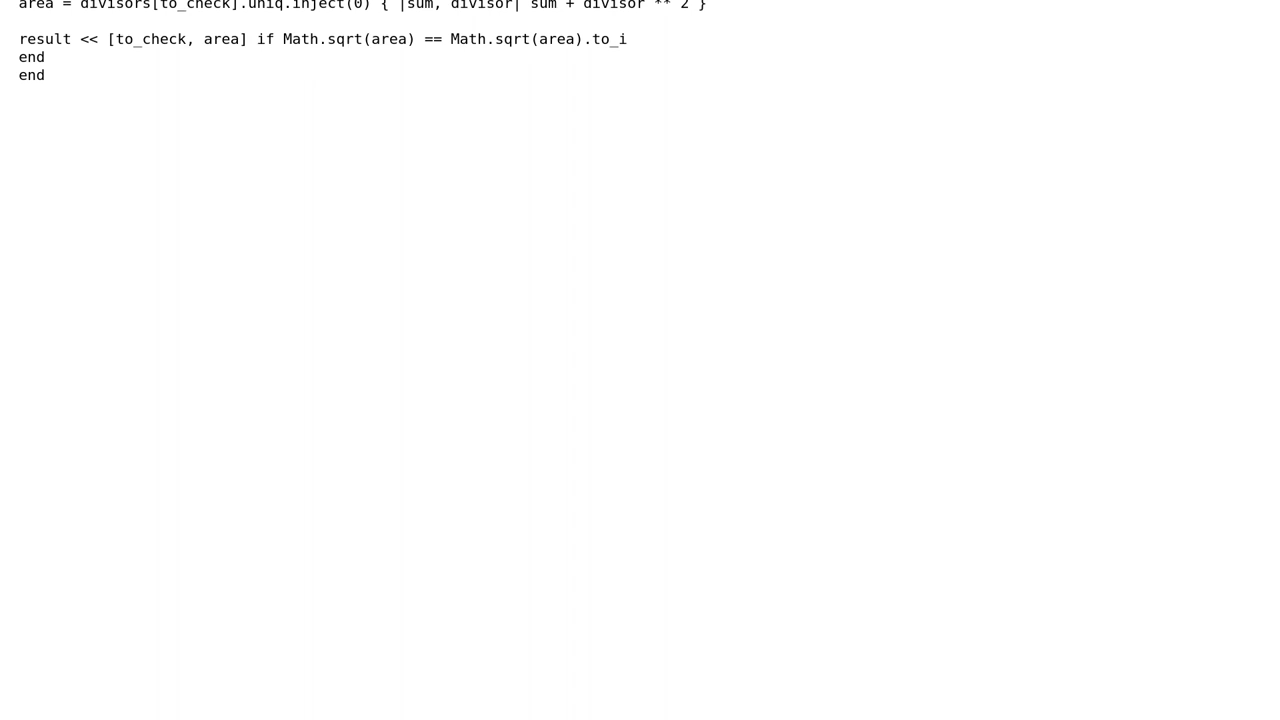 area = divisors[to_check].uniq.inject(0) { |sum, divisor| sum + divisor ** 2 }
result << [to_check, area] if Math.sqrt(area) == Math.sqrt(area).to_i
end
end